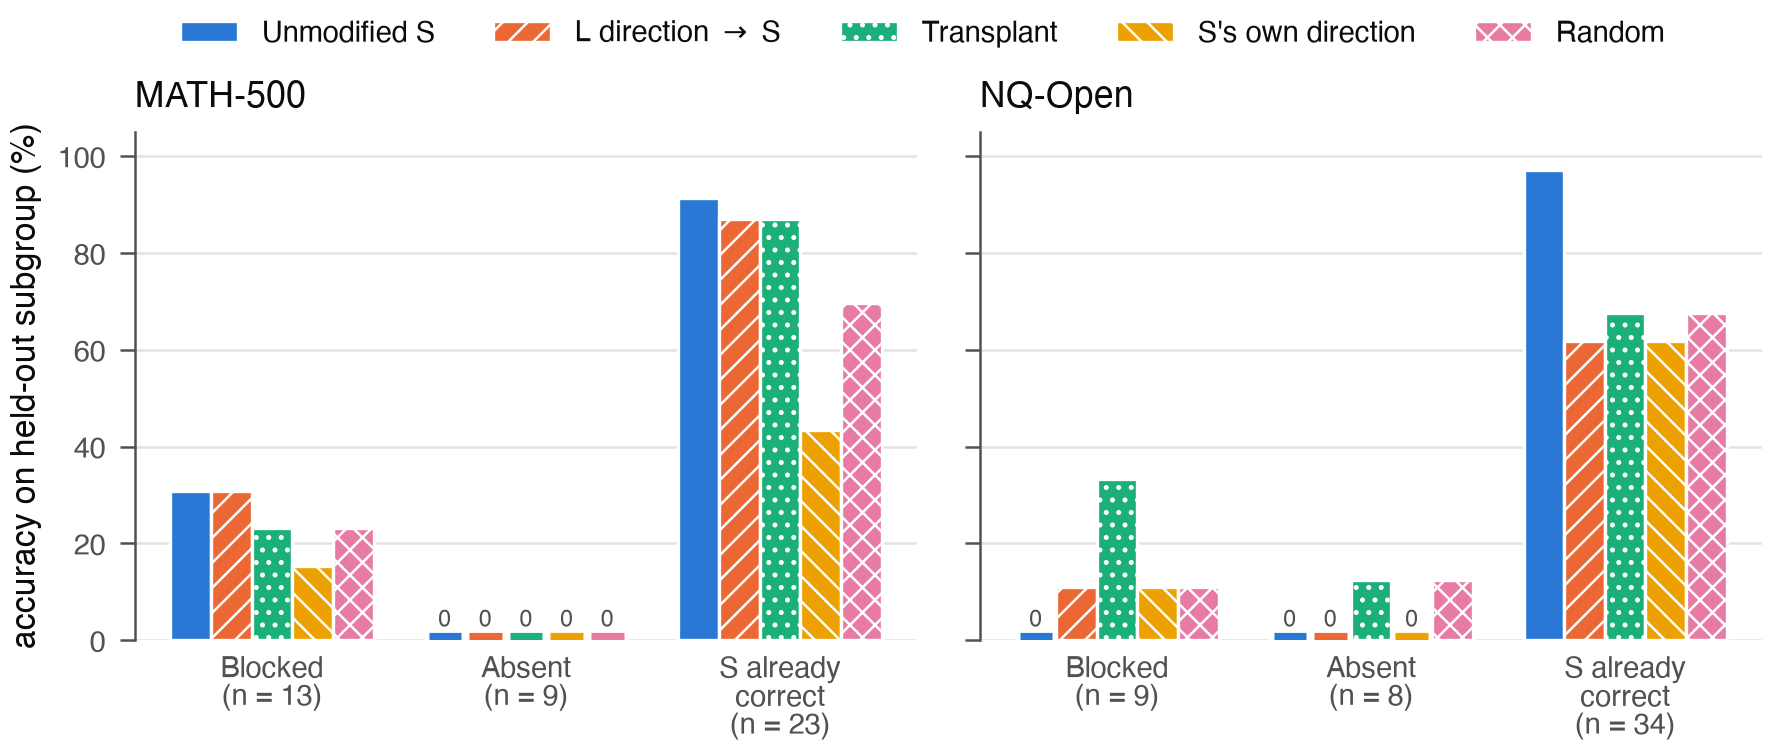 Unmodified S
L direction → S
Transplant
S's own direction
Random
MATH-500
NQ-Open
accuracy on held-out subgroup (%)
100
80
60
40
20
0
0 0 0 0 0
0
0 0 0
Blocked
(n = 13)
Absent
(n = 9)
S already
correct
(n = 23)
Blocked
(n = 9)
Absent
(n = 8)
S already
correct
(n = 34)